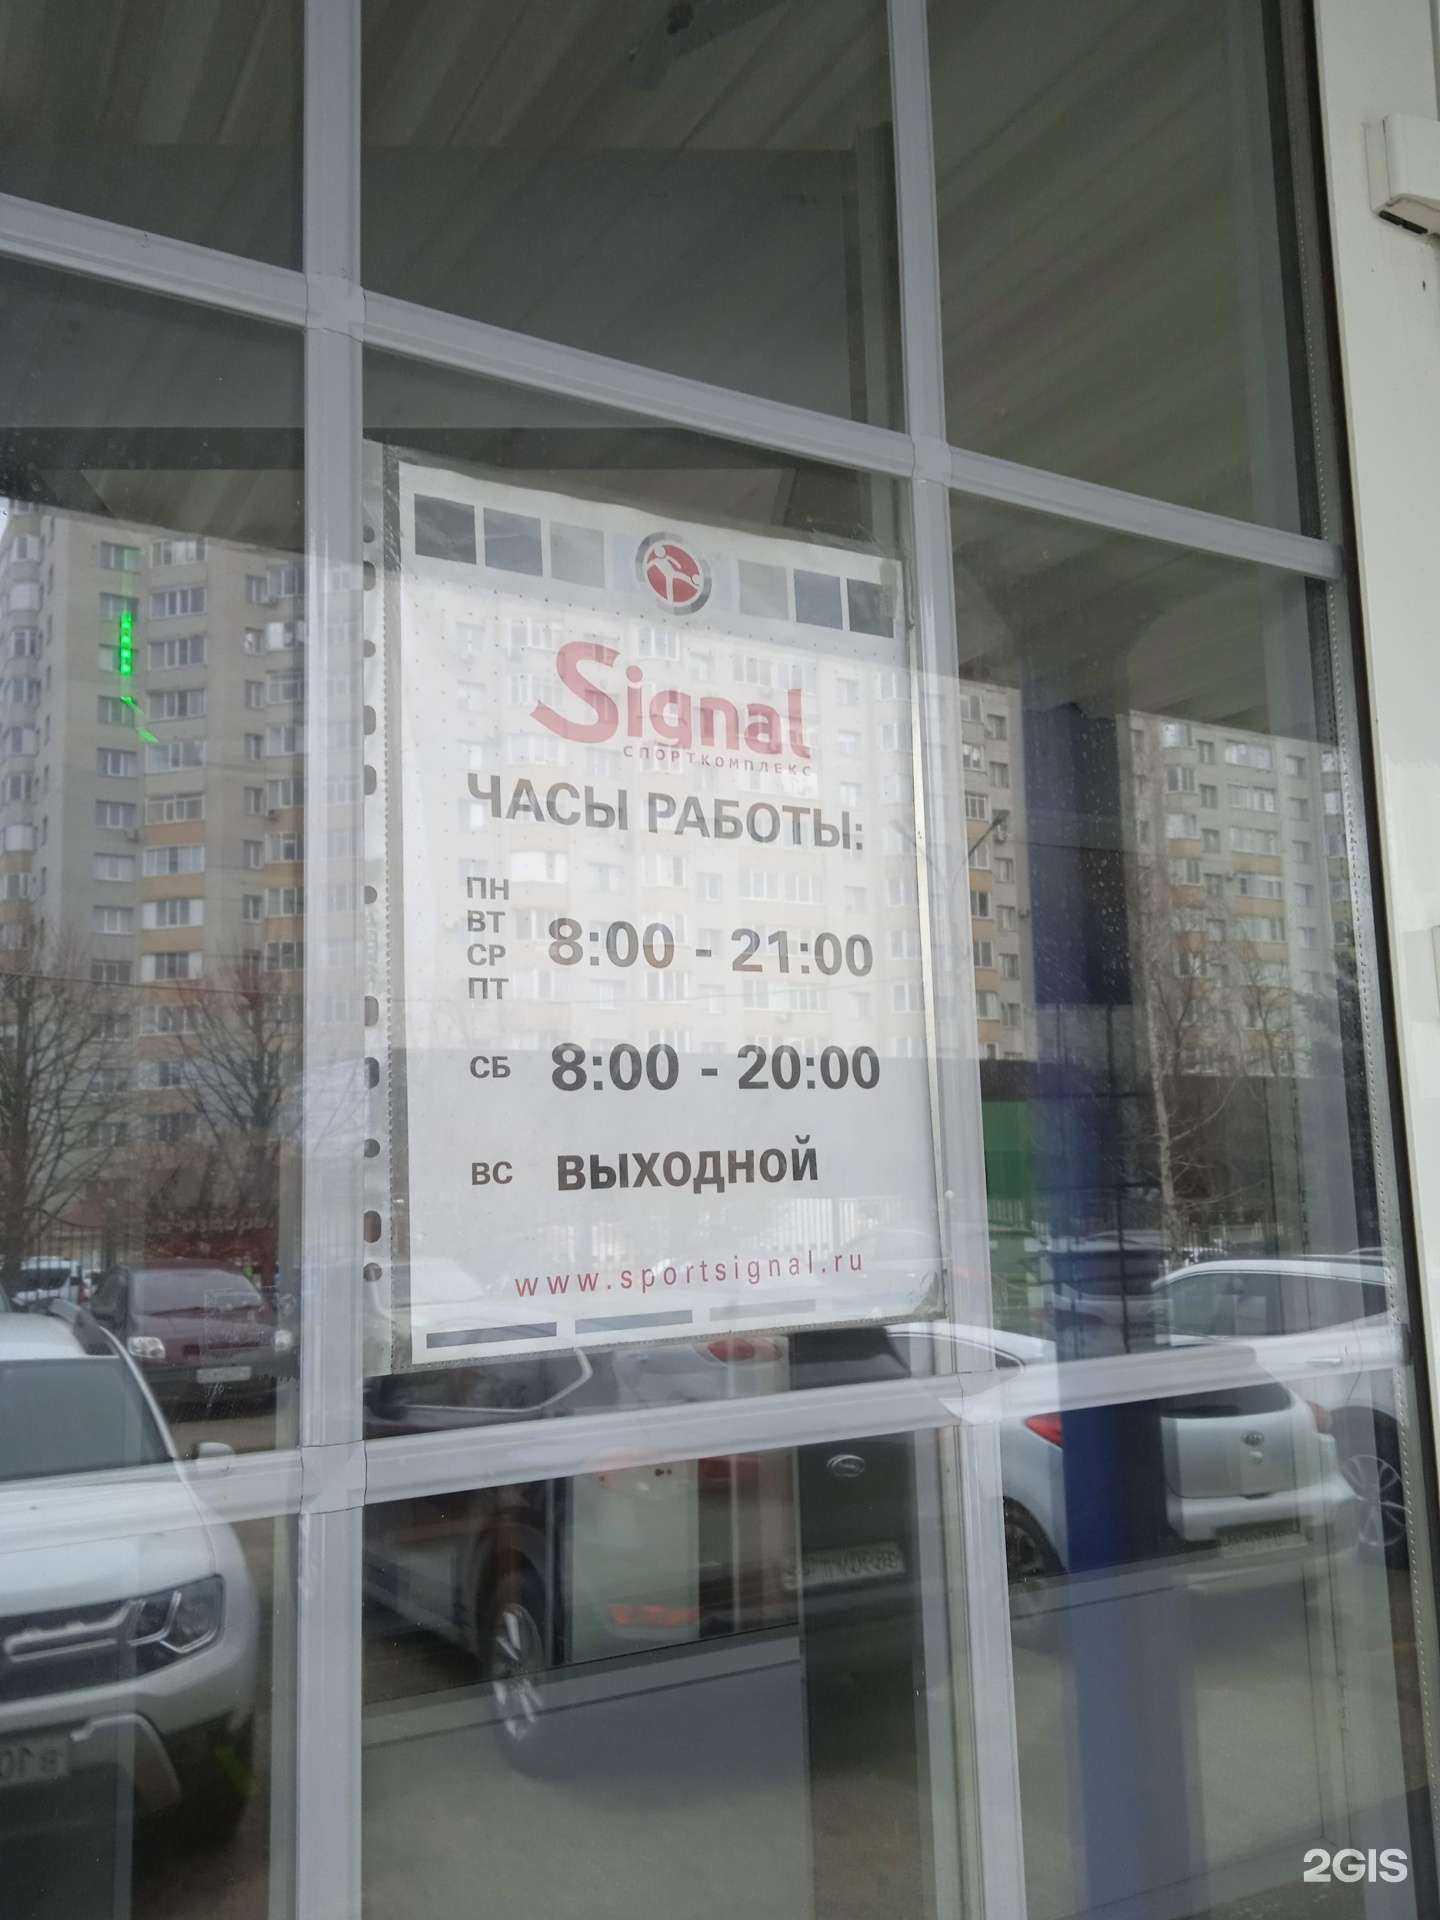 Signal
СПОРТКОМПЛЕКС
ЧАСЫ РАБОТЫ:
ПН
ВТ
СР
ПТ
8:00 - 21:00
СБ 8:00 - 20:00
ВС ВЫХОДНОЙ
www.sportsignal.ru
2GIS